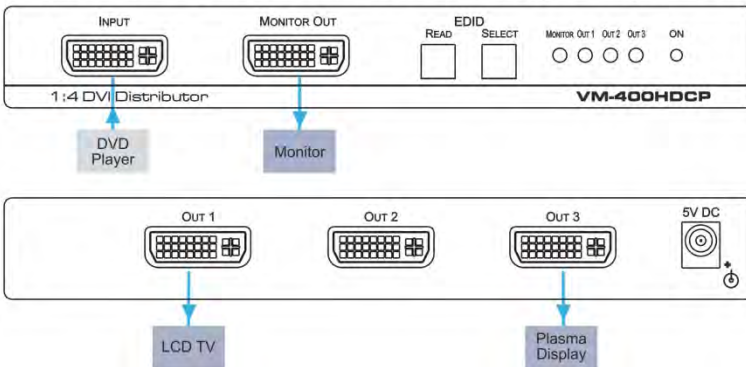 INPUT
MONITOR OUT
EDID
READ
SELECT
MONITOR OUT 1 OUT 2 OUT 3
ON
1:4 DVI Distributor
VM-400HDCP
DVD
Player
Monitor
OUT 1
OUT 2
OUT 3
5V DC
+
LCD TV
Plasma
Display